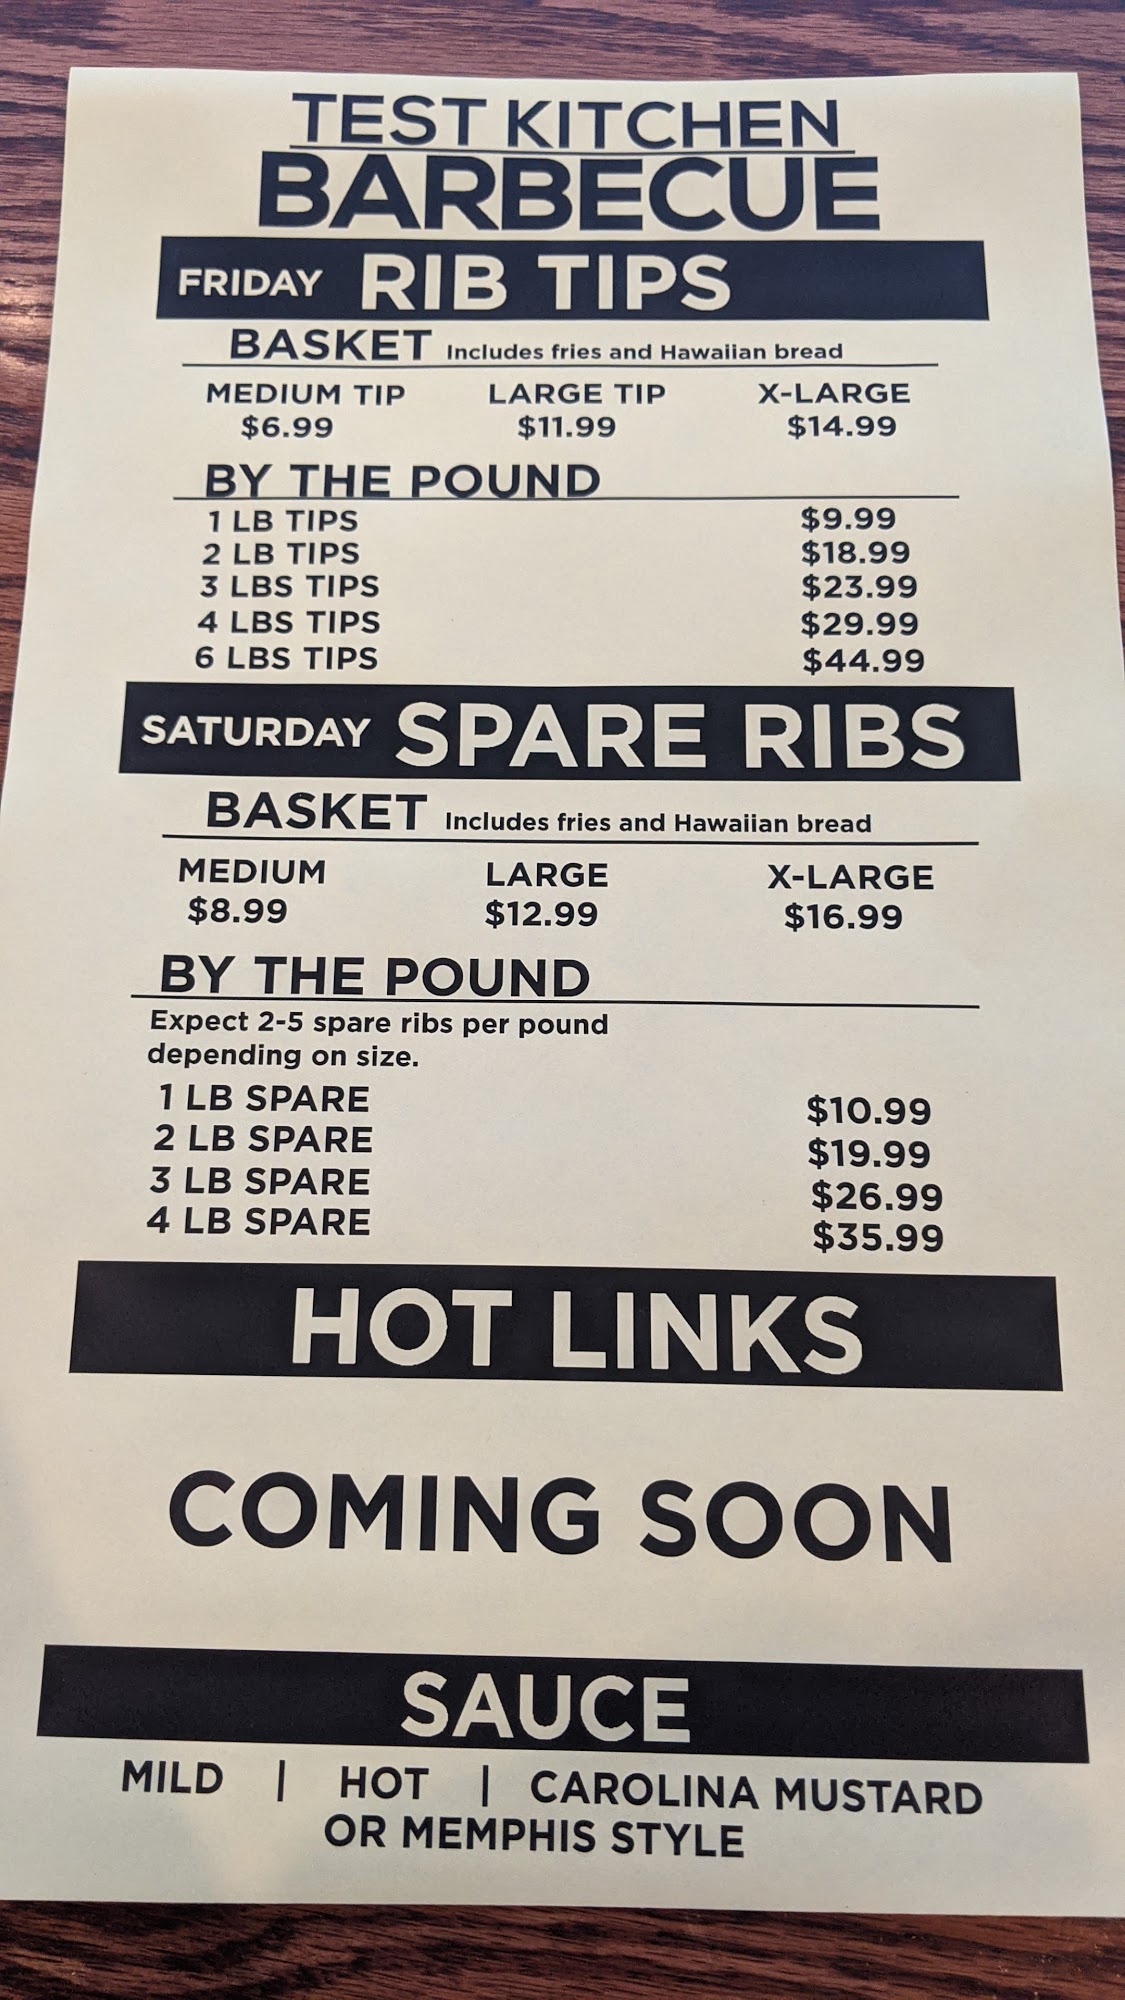 TEST KITCHEN
BARBECUE
FRIDAY RIB TIPS
BASKET Includes fries and Hawaiian bread
MEDIUM TIP LARGE TIP X-LARGE
$6.99 $11.99 $14.99
BY THE POUND
1 LB TIPS $9.99
2 LB TIPS $18.99
3 LBS TIPS $23.99
4 LBS TIPS $29.99
6 LBS TIPS $44.99
SATURDAY SPARE RIBS
BASKET Includes fries and Hawaiian bread
MEDIUM LARGE X-LARGE
$8.99 $12.99 $16.99
BY THE POUND
Expect 2-5 spare ribs per pound
depending on size.
1 LB SPARE $10.99
2 LB SPARE $19.99
3 LB SPARE $26.99
4 LB SPARE $35.99
HOT LINKS
COMING SOON
SAUCE
MILD | HOT | CAROLINA MUSTARD
OR MEMPHIS STYLE